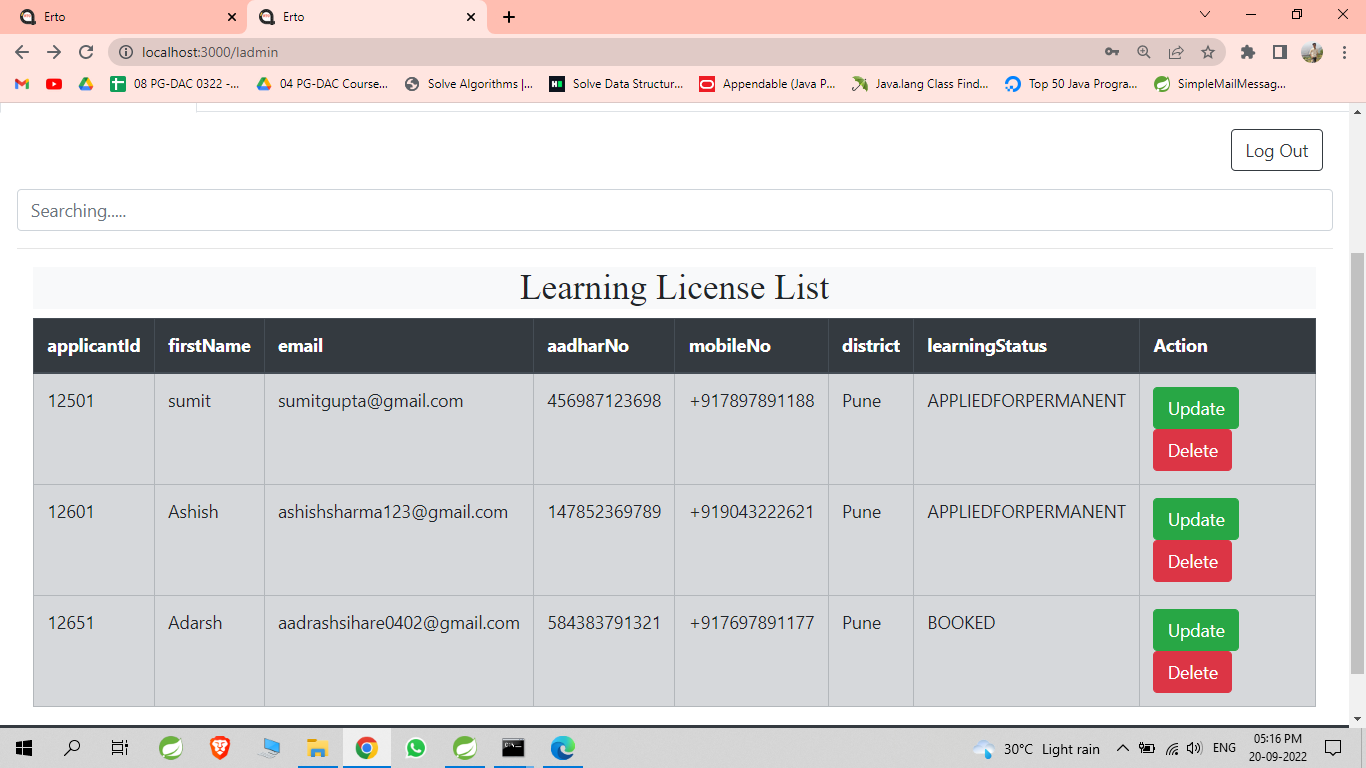 Erto
Erto
localhost:3000/ladmin
08 PG-DAC 0322 -...
04 PG-DAC Course...
Solve Algorithms |...
Solve Data Structur...
Appendable (Java P...
Java.lang Class Find...
Top 50 Java Progra...
SimpleMailMessag...
Log Out
Searching.....
Learning License List
applicantId firstName email aadharNo mobileNo district learningStatus Action
12501 sumit sumitgupta@gmail.com 456987123698 +917897891188 Pune APPLIEDFORPERMANENT Update
Delete
12601 Ashish ashishsharma123@gmail.com 147852369789 +919043222621 Pune APPLIEDFORPERMANENT Update
Delete
12651 Adarsh aadrashsihare0402@gmail.com 584383791321 +917697891177 Pune BOOKED Update
Delete
30°C Light rain
ENG
05:16 PM
20-09-2022